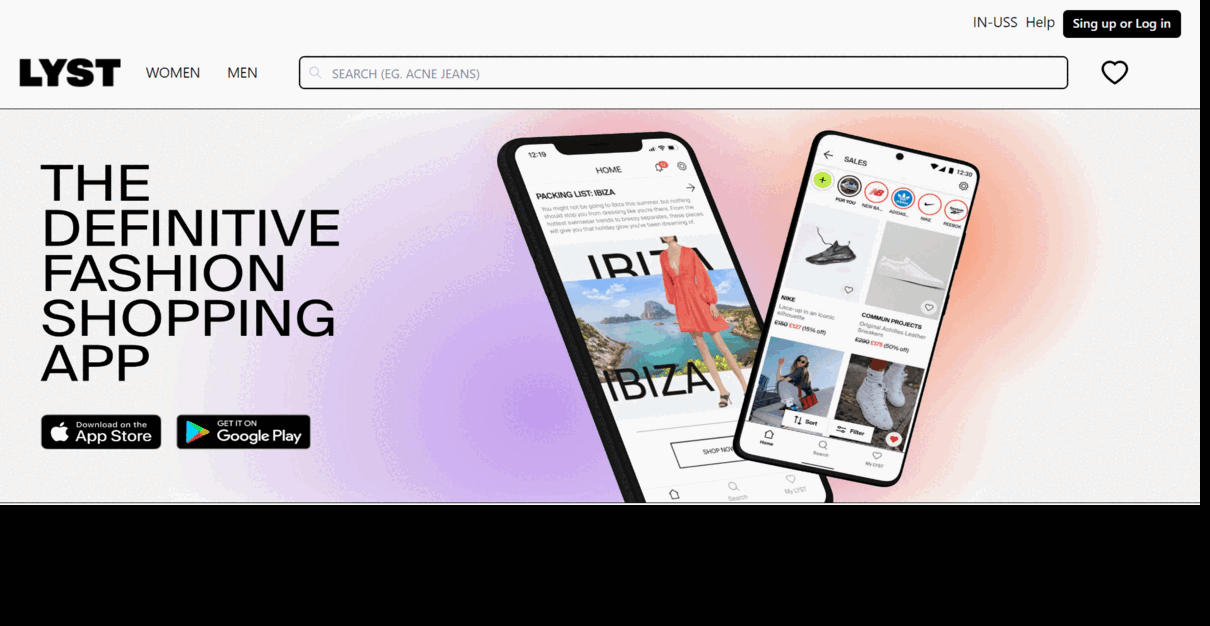 IN-USS Help Sing up or Log in
LYST WOMEN MEN SEARCH (EG. ACNE JEANS)
THE
DEFINITIVE
FASHION
SHOPPING
APP
Download on the
App Store
GET IT ON
Google Play
12:19
HOME
PACKING LIST: IBIZA
You might not be going to Ibiza this summer, but nothing
should stop you from dressing like you're there. From the
hottest swimwear trends to breezy separates, these pieces
will give you that holiday glow you've been dreaming of.
IBIZA
IBIZA
SHOP NOW
Search
My LYST
12:30
SALES
FOR YOU
NEW BA...
ADIDAS...
NIKE
REEBOK
NIKE
Lace-up in an iconic
silhouette
£150 £127 (15% off)
COMMUN PROJECTS
Original Achilles Leather
Sneakers
£290 £175 (50% off)
Sort
Filter
Home
Search
My LYST